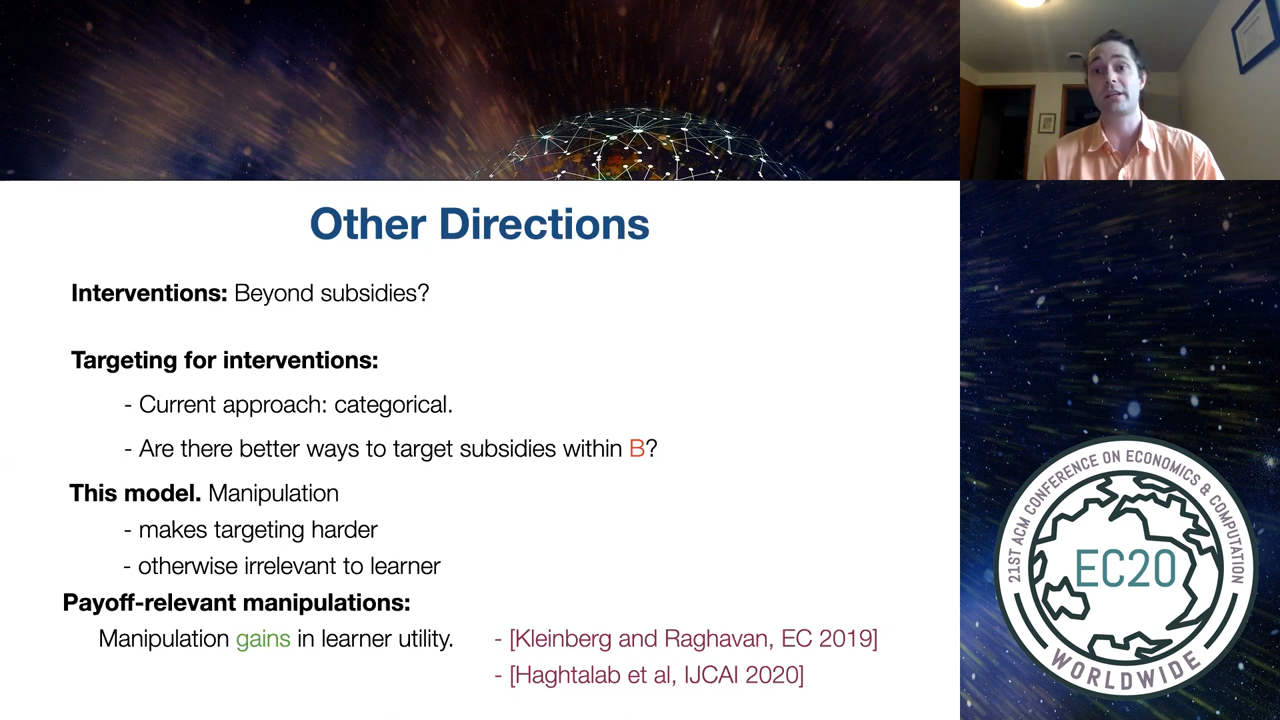 Other Directions
Interventions: Beyond subsidies?
Targeting for interventions:
- Current approach: categorical.
- Are there better ways to target subsidies within B?
This model. Manipulation
- makes targeting harder
- otherwise irrelevant to learner
Payoff-relevant manipulations:
Manipulation gains in learner utility.
- [Kleinberg and Raghavan, EC 2019]
- [Haghtalab et al, IJCAI 2020]
21ST ACM CONFERENCE ON ECONOMICS & COMPUTATION
EC20
WORLDWIDE